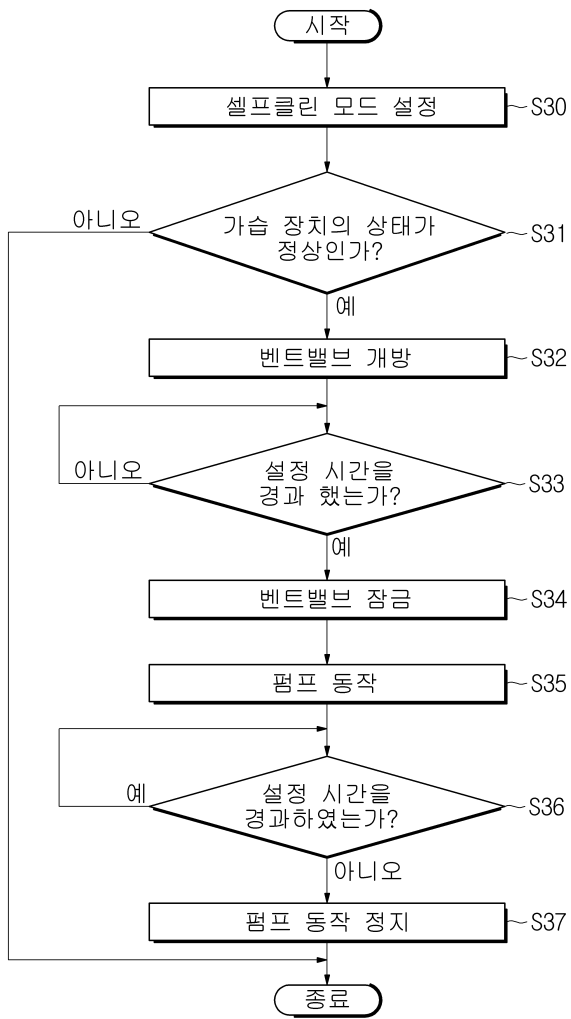 시작
셀프클린 모드 설정
S30
아니오
가습 장치의 상태가
정상인가?
S31
예
벤트밸브 개방
S32
아니오
설정 시간을
경과 했는가?
S33
예
벤트밸브 잠금
S34
펌프 동작
S35
예
설정 시간을
경과하였는가?
S36
아니오
펌프 동작 정지
S37
종료